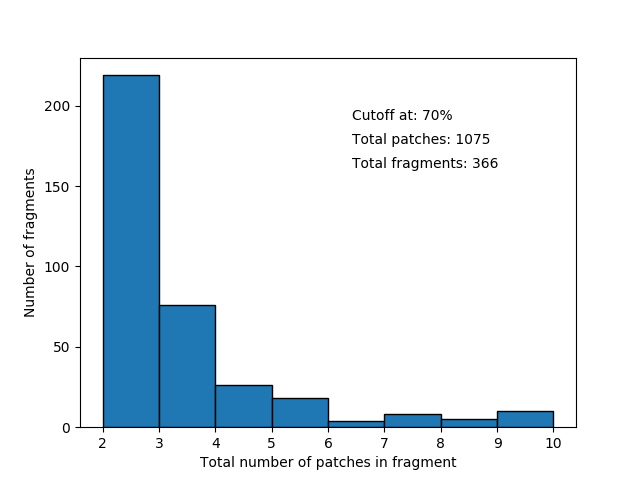 200
150
100
50
0
Number of fragments
Cutoff at: 70%
Total patches: 1075
Total fragments: 366
2 3 4 5 6 7 8 9 10
Total number of patches in fragment